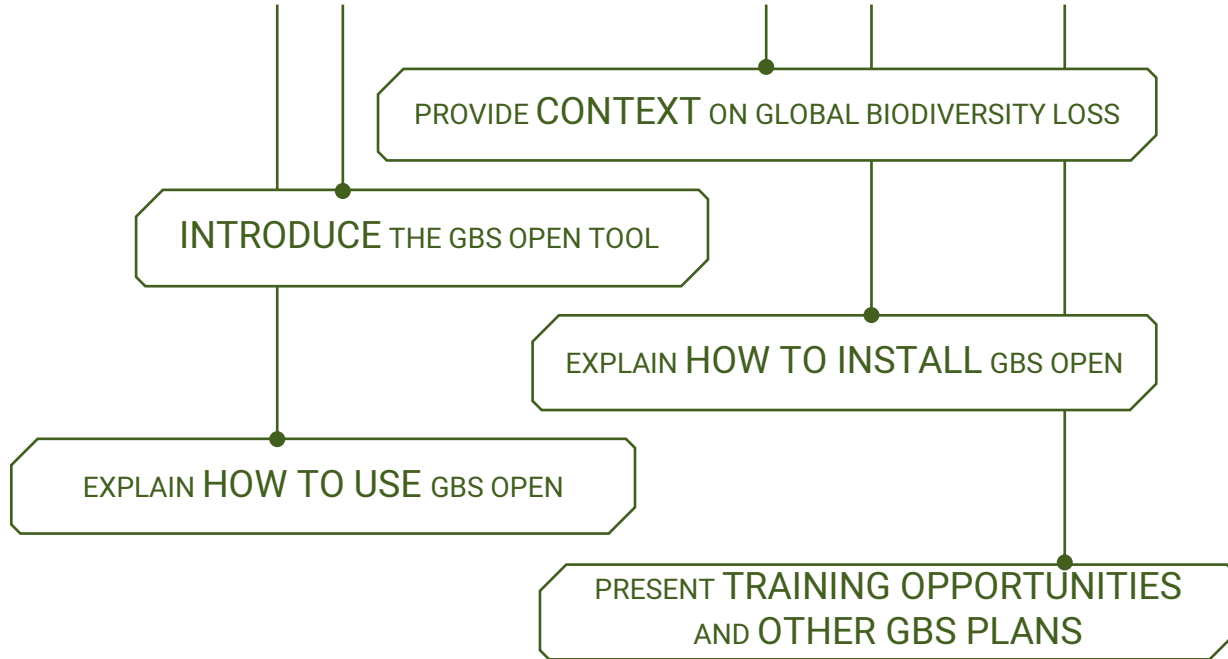 PROVIDE CONTEXT ON GLOBAL BIODIVERSITY LOSS
INTRODUCE THE GBS OPEN TOOL
EXPLAIN HOW TO INSTALL GBS OPEN
EXPLAIN HOW TO USE GBS OPEN
PRESENT TRAINING OPPORTUNITIES
AND OTHER GBS PLANS